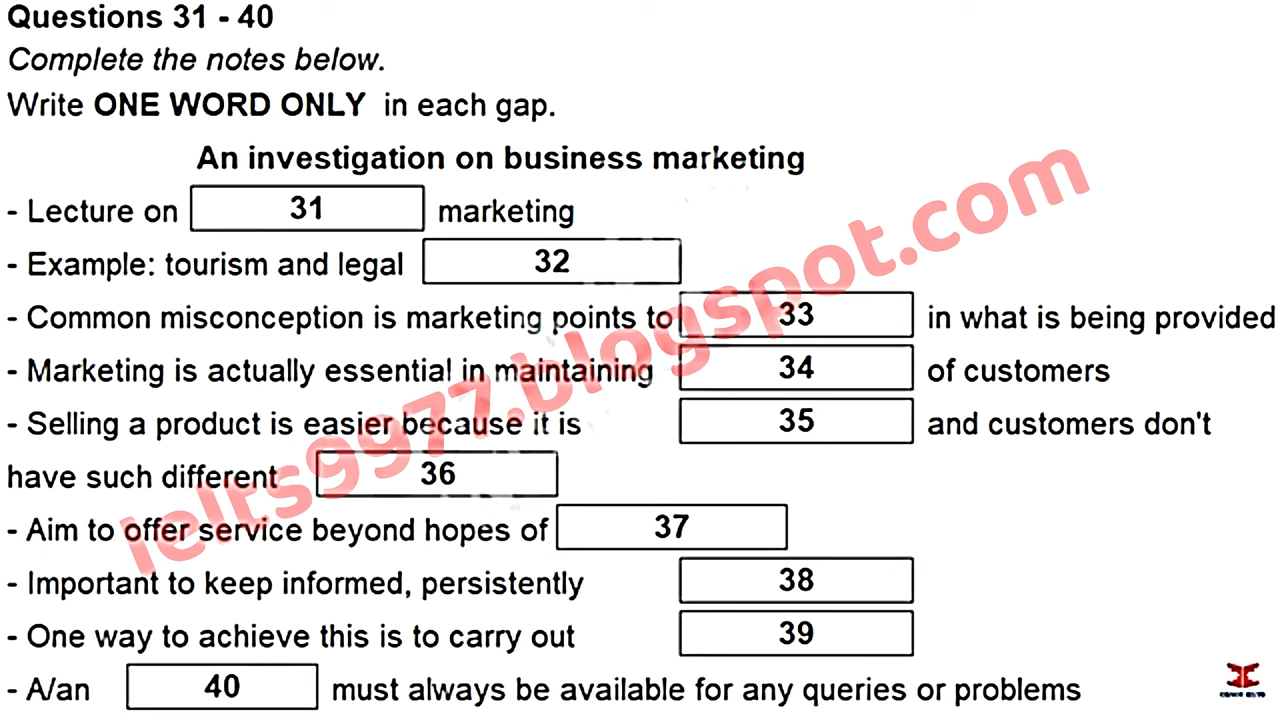 Questions 31 - 40
Complete the notes below.
Write ONE WORD ONLY in each gap.
An investigation on business marketing
- Lecture on 31 marketing
- Example: tourism and legal 32
- Common misconception is marketing points to 33 in what is being provided
- Marketing is actually essential in maintaining 34 of customers
- Selling a product is easier because it is 35 and customers don't
have such different 36
- Aim to offer service beyond hopes of 37
- Important to keep informed, persistently 38
- One way to achieve this is to carry out 39
- A/an 40 must always be available for any queries or problems
ielts9977.blogspot.com